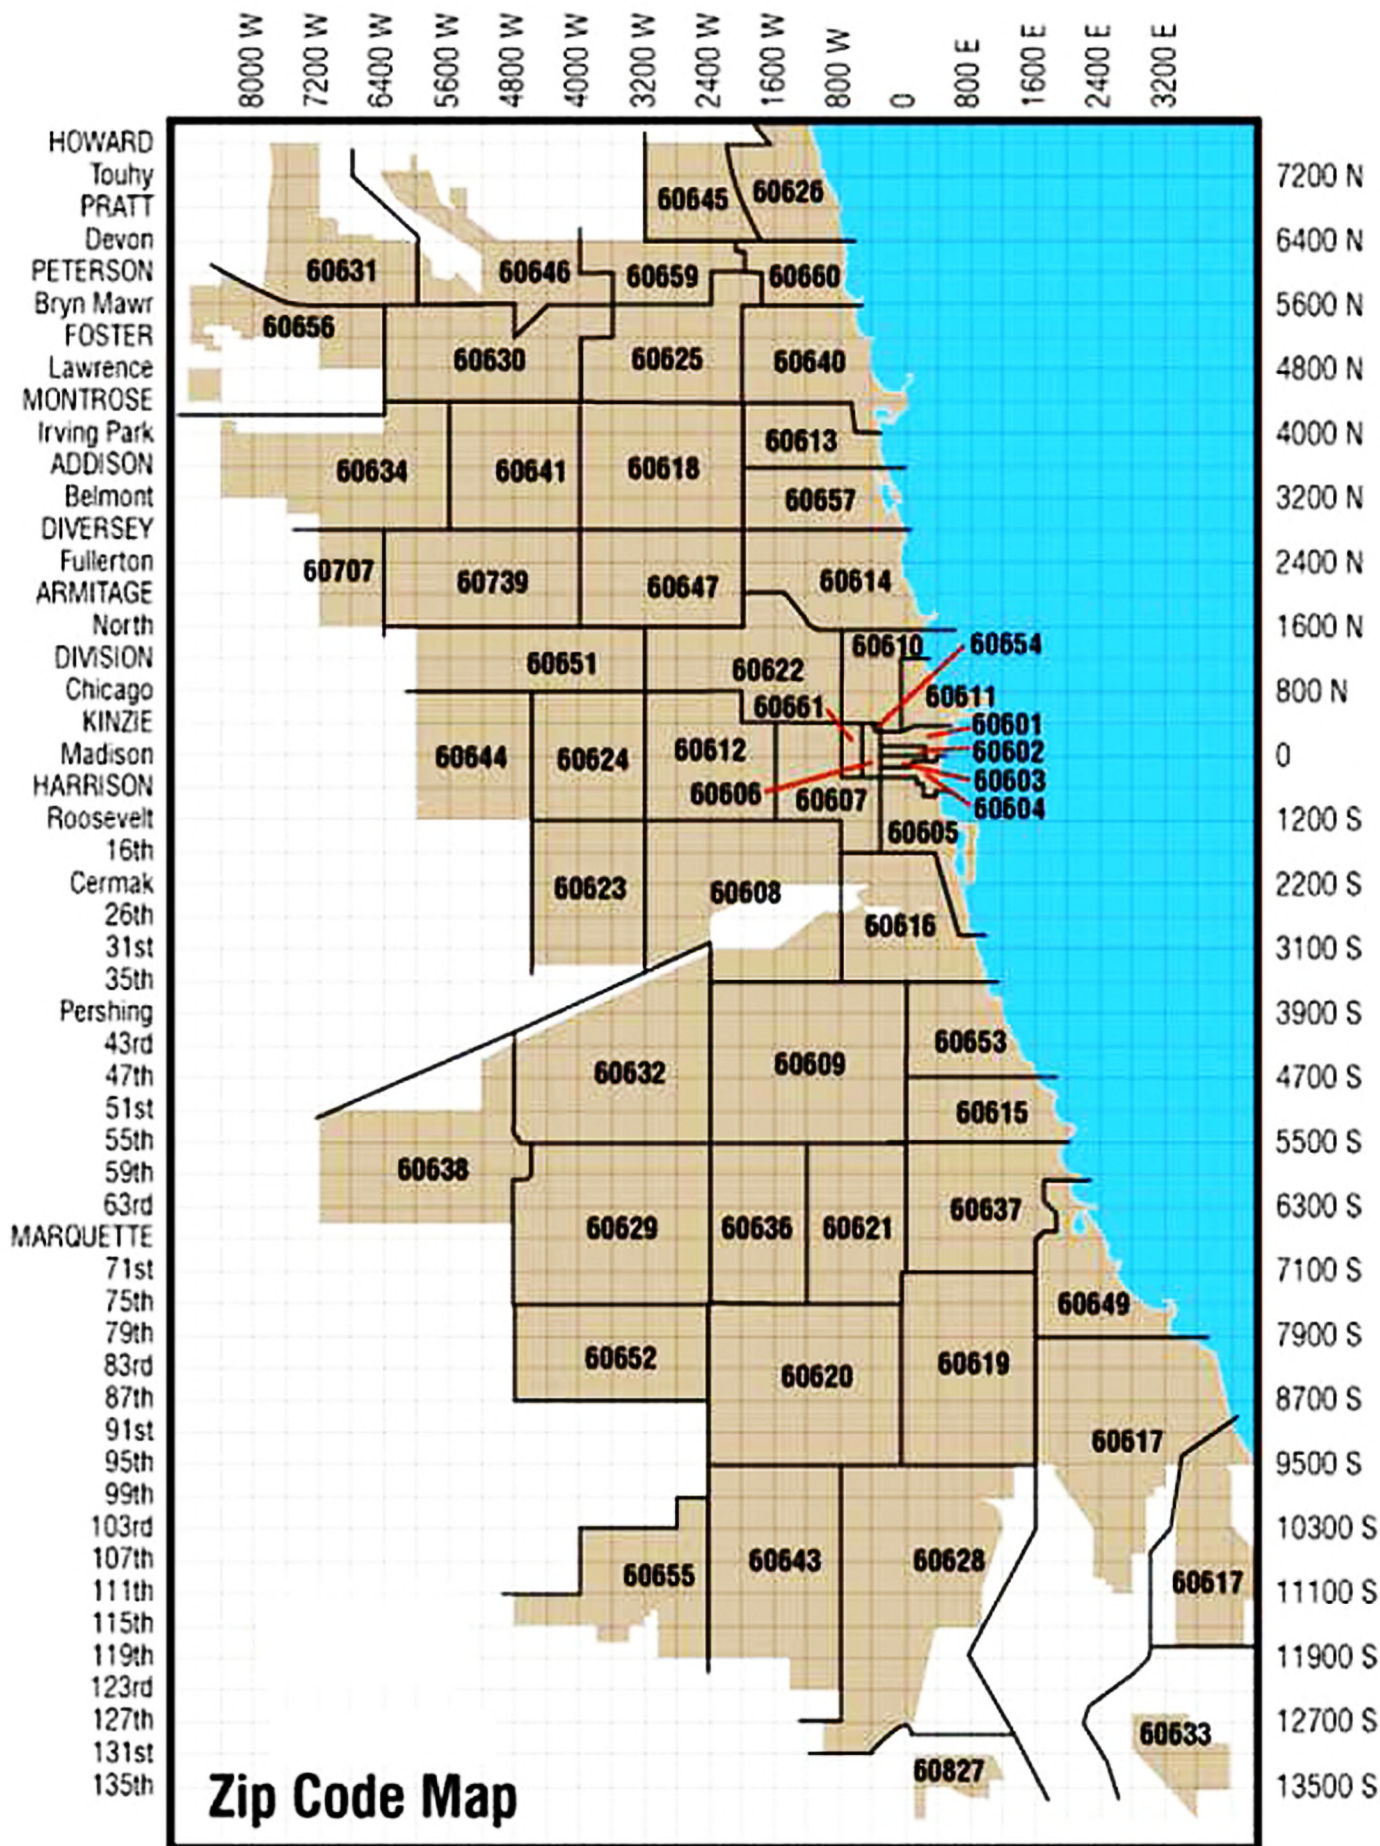 8000 W
7200 W
6400 W
5600 W
4800 W
4000 W
3200 W
2400 W
1600 W
800 W
0
800 E
1600 E
2400 E
3200 E
HOWARD
Touhy
PRATT
Devon
PETERSON
Bryn Mawr
FOSTER
Lawrence
MONTROSE
Irving Park
ADDISON
Belmont
DIVERSEY
Fullerton
ARMITAGE
North
DIVISION
Chicago
KINZIE
Madison
HARRISON
Roosevelt
16th
Cermak
26th
31st
35th
Pershing
43rd
47th
51st
55th
59th
63rd
MARQUETTE
71st
75th
79th
83rd
87th
91st
95th
99th
103rd
107th
111th
115th
119th
123rd
127th
131st
135th
7200 N
6400 N
5600 N
4800 N
4000 N
3200 N
2400 N
1600 N
800 N
0
1200 S
2200 S
3100 S
3900 S
4700 S
5500 S
6300 S
7100 S
7900 S
8700 S
9500 S
10300 S
11100 S
11900 S
12700 S
13500 S
60645
60626
60631
60646
60659
60660
60656
60630
60625
60640
60634
60641
60618
60613
60657
60707
60739
60647
60614
60610
60654
60651
60622
60611
60661
60601
60644
60624
60612
60602
60606
60607
60603
60604
60605
60623
60608
60616
60632
60609
60653
60615
60638
60629
60636
60621
60637
60649
60652
60620
60619
60617
60655
60643
60628
60617
60633
60827
Zip Code Map